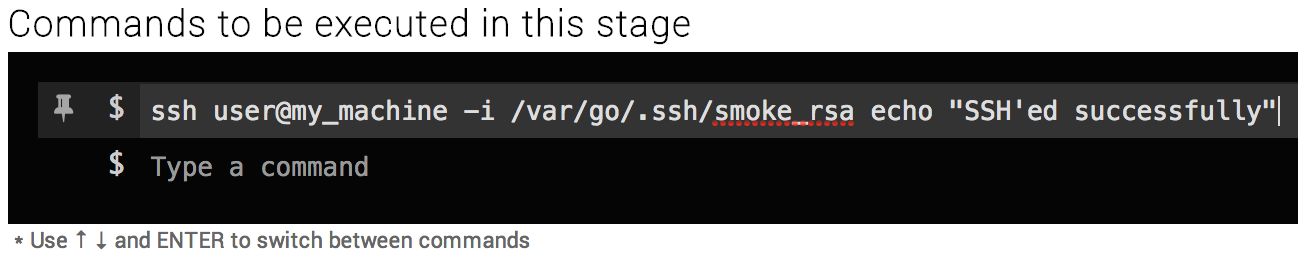 Commands to be executed in this stage
$ ssh user@my_machine -i /var/go/.ssh/smoke_rsa echo "SSH'ed successfully"
$ Type a command
* Use ↑ ↓ and ENTER to switch between commands